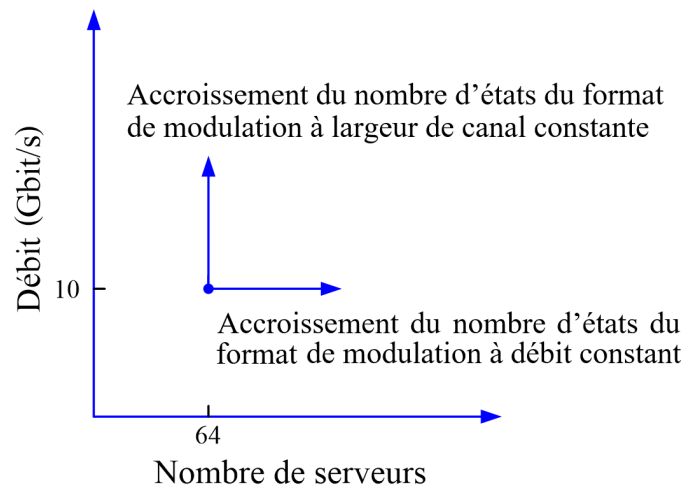 Accroissement du nombre d’états du format
de modulation à largeur de canal constante
Débit (Gbit/s)
10
Accroissement du nombre d’états du
format de modulation à débit constant
64
Nombre de serveurs